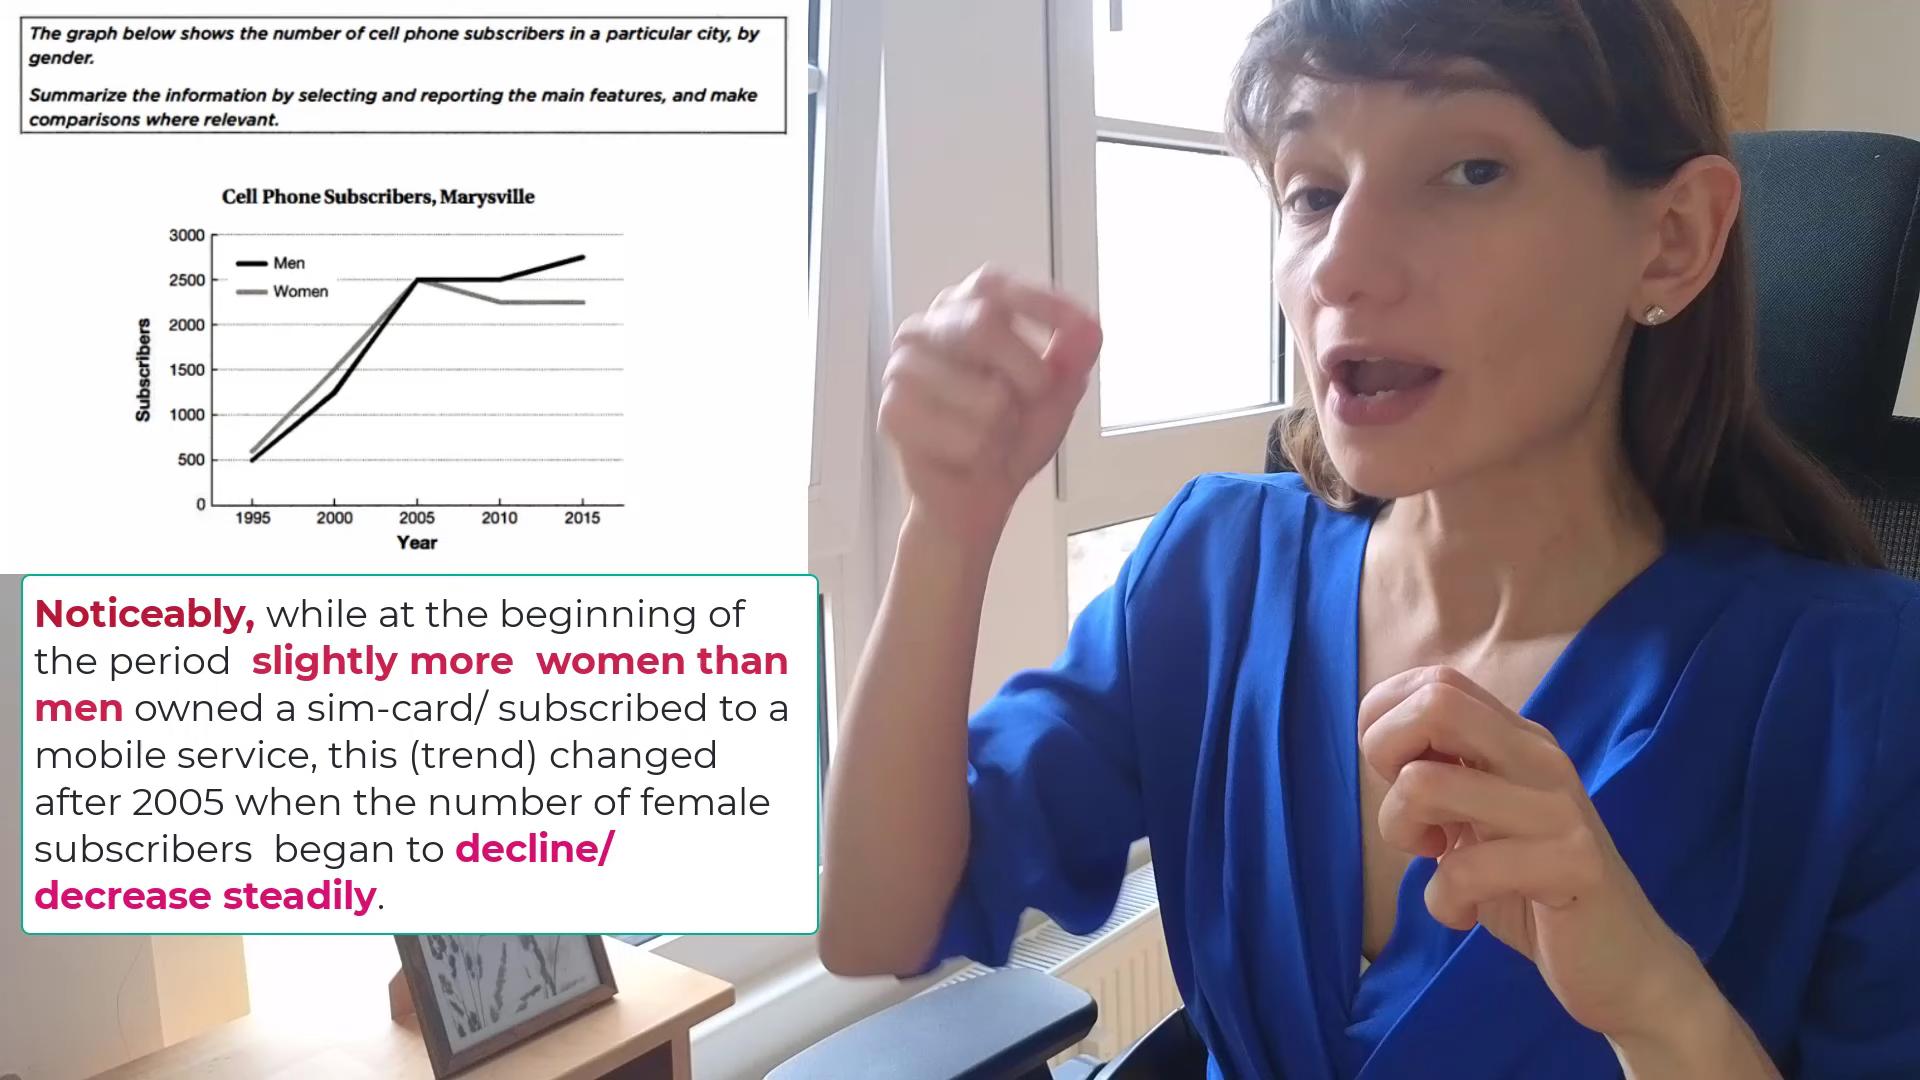 The graph below shows the number of cell phone subscribers in a particular city, by
gender.
Summarize the information by selecting and reporting the main features, and make
comparisons where relevant.
Cell Phone Subscribers, Marysville
3000
2500
2000
1500
1000
500
0
Men
Women
Subscribers
1995 2000 2005 2010 2015
Year
Noticeably, while at the beginning of
the period slightly more women than
men owned a sim-card/ subscribed to a
mobile service, this (trend) changed
after 2005 when the number of female
subscribers began to decline/
decrease steadily.